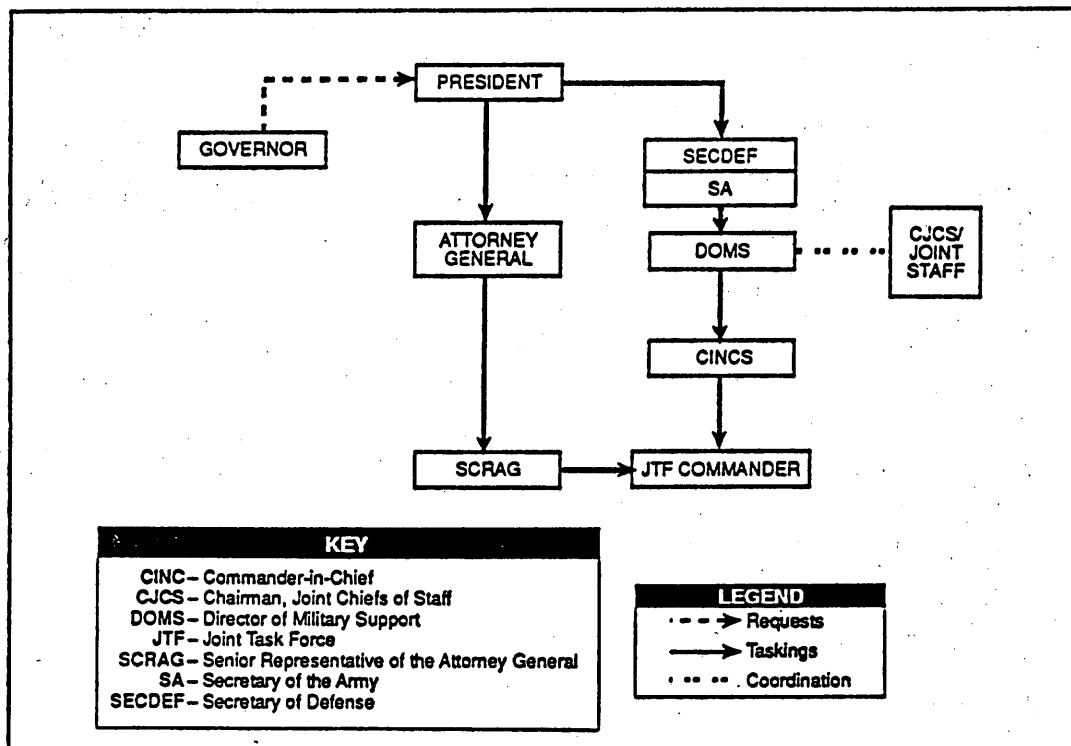 PRESIDENT
GOVERNOR
SECDEF
SA
ATTORNEY
GENERAL
DOMS
CJCS/
JOINT
STAFF
CINCS
SCRAG
JTF COMMANDER
KEY
CINC – Commander-in-Chief
CJCS – Chairman, Joint Chiefs of Staff
DOMS – Director of Military Support
JTF – Joint Task Force
SCRAG – Senior Representative of the Attorney General
SA – Secretary of the Army
SECDEF – Secretary of Defense
LEGEND
Requests
Taskings
Coordination